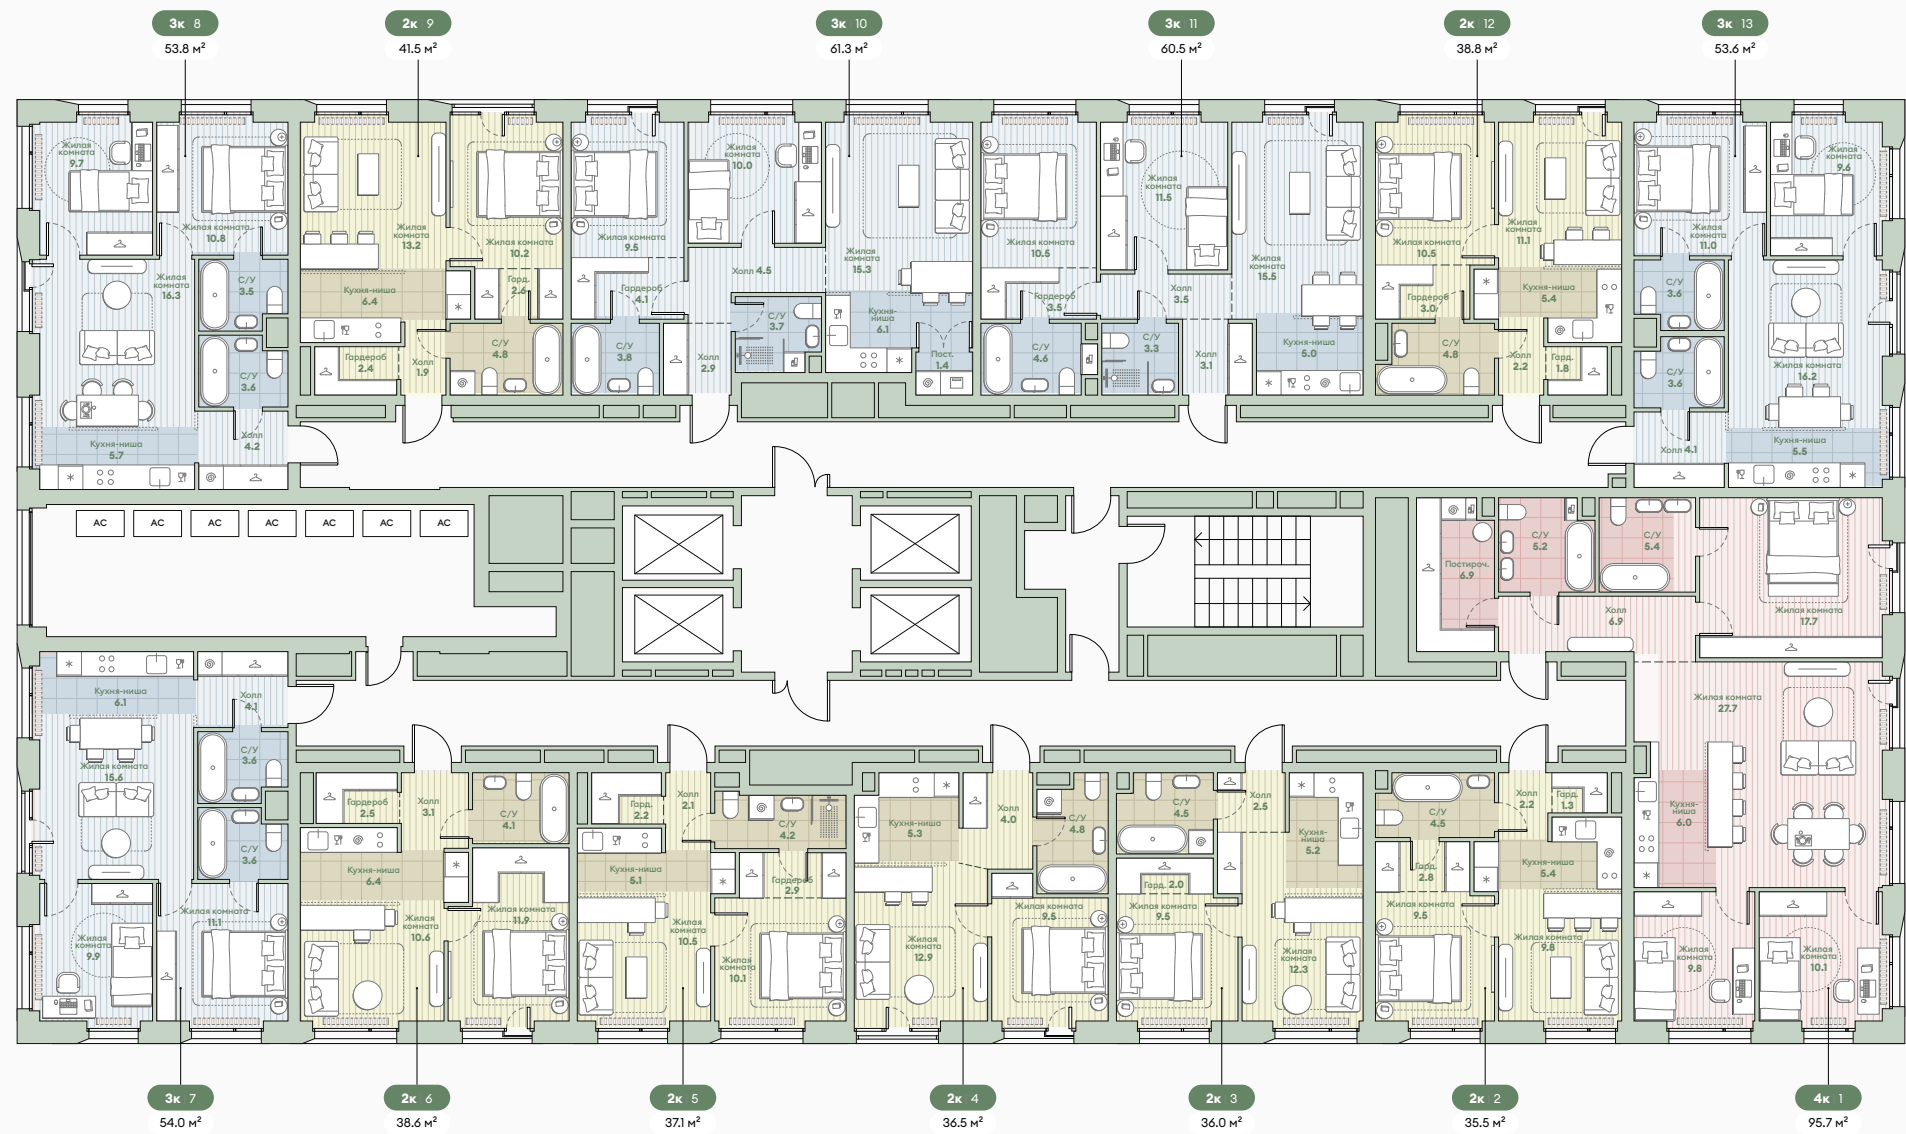 3к 8
53.8 м²
2к 9
41.5 м²
3к 10
61.3 м²
3к 11
60.5 м²
2к 12
38.8 м²
3к 13
53.6 м²
Жилая
комната
9.7
Жилая комната
10.8
Жилая
комната
16.3
С/У
3.5
С/У
3.6
Холл
4.2
Кухня-ниша
5.7
Жилая
комната
13.2
Кухня-ниша
6.4
Гардероб
2.4
Холл
1.9
Жилая комната
10.2
Гард.
2.6
С/У
4.8
Жилая комната
9.5
Гардероб
4.1
С/У
3.8
Холл
2.9
Жилая
комната
10.0
Холл 4.5
С/У
3.7
Жилая
комната
15.3
Кухня-
ниша
6.1
Пост.
1.4
Жилая комната
10.5
Гардероб
3.5
С/У
4.6
Жилая
комната
11.5
Холл
3.5
С/У
3.3
Холл
3.1
Жилая
комната
15.5
Кухня-ниша
5.0
Жилая комната
10.5
Гардероб
3.0
С/У
4.8
Жилая
комната
11.1
Кухня-ниша
5.4
Холл
2.2
Гард.
1.8
Жилая комната
11.0
Жилая
комната
9.6
С/У
3.6
С/У
3.6
Жилая
комната
16.2
Холл 4.1
Кухня-ниша
5.5
АС
АС
АС
АС
АС
АС
АС
Постироч.
6.9
С/У
5.2
С/У
5.4
Холл
6.9
Жилая комната
17.7
Жилая комната
27.7
Кухня-
ниша
6.0
Жилая
комната
9.8
Жилая
комната
10.1
Кухня-ниша
6.1
Холл
4.1
Жилая комната
15.6
С/У
3.6
С/У
3.6
Жилая комната
11.1
Жилая
комната
9.9
Гардероб
2.5
Холл
3.1
С/У
4.1
Кухня-ниша
6.4
Жилая
комната
10.6
Жилая комната
11.9
Гард.
2.2
Холл
2.1
С/У
4.2
Кухня-ниша
5.1
Гардероб
2.9
Жилая
комната
10.5
Жилая
комната
10.1
Кухня-ниша
5.3
Холл
4.0
С/У
4.8
Жилая
комната
12.9
Жилая комната
9.5
С/У
4.5
Холл
2.5
Кухня-
ниша
5.2
Гард. 2.0
Жилая комната
9.5
Жилая
комната
12.3
С/У
4.5
Холл
2.2
Гард.
1.3
Гард.
2.8
Кухня-ниша
5.4
Жилая комната
9.5
Жилая комната
9.8
3к 7
54.0 м²
2к 6
38.6 м²
2к 5
37.1 м²
2к 4
36.5 м²
2к 3
36.0 м²
2к 2
35.5 м²
4к 1
95.7 м²